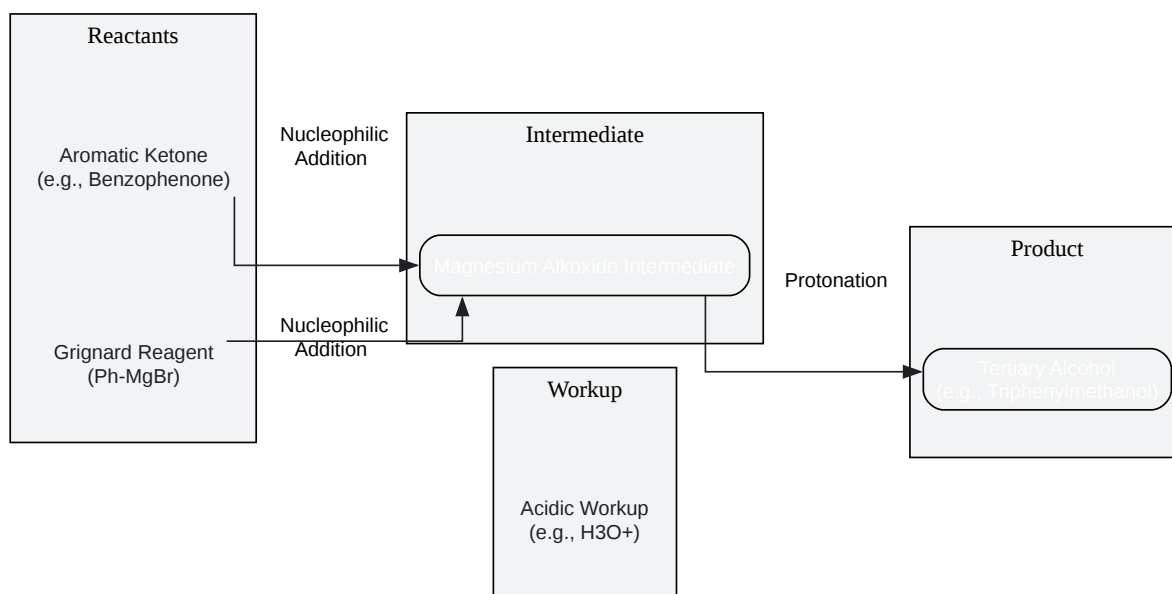 Reactants
Aromatic Ketone
(e.g., Benzophenone)
Grignard Reagent
(Ph-MgBr)
Nucleophilic
Addition
Nucleophilic
Addition
Intermediate
Magnesium Alkoxide Intermediate
Workup
Acidic Workup
(e.g., H3O+)
Protonation
Product
Tertiary Alcohol
(e.g., Triphenylmethanol)